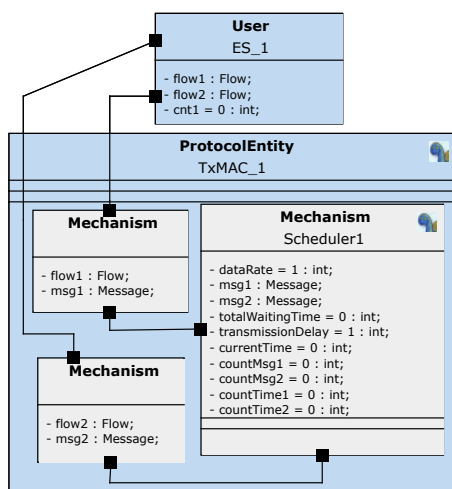 User
ES_1
- flow1 : Flow;
- flow2 : Flow;
- cnt1 = 0 : int;
ProtocolEntity
TxMAC_1
Mechanism
- flow1 : Flow;
- msg1 : Message;
Mechanism
Scheduler1
- dataRate = 1 : int;
- msg1 : Message;
- msg2 : Message;
- totalWaitingTime = 0 : int;
- transmissionDelay = 1 : int;
- currentTime = 0 : int;
- countMsg1 = 0 : int;
- countMsg2 = 0 : int;
- countTime1 = 0 : int;
- countTime2 = 0 : int;
Mechanism
- flow2 : Flow;
- msg2 : Message;